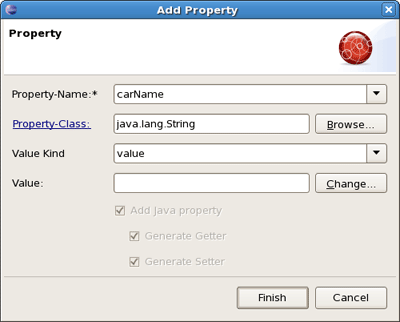 Add Property
Property
Property-Name:* carName
Property-Class: java.lang.String Browse...
Value Kind value
Value: Change...
Add Java property
Generate Getter
Generate Setter
Finish Cancel